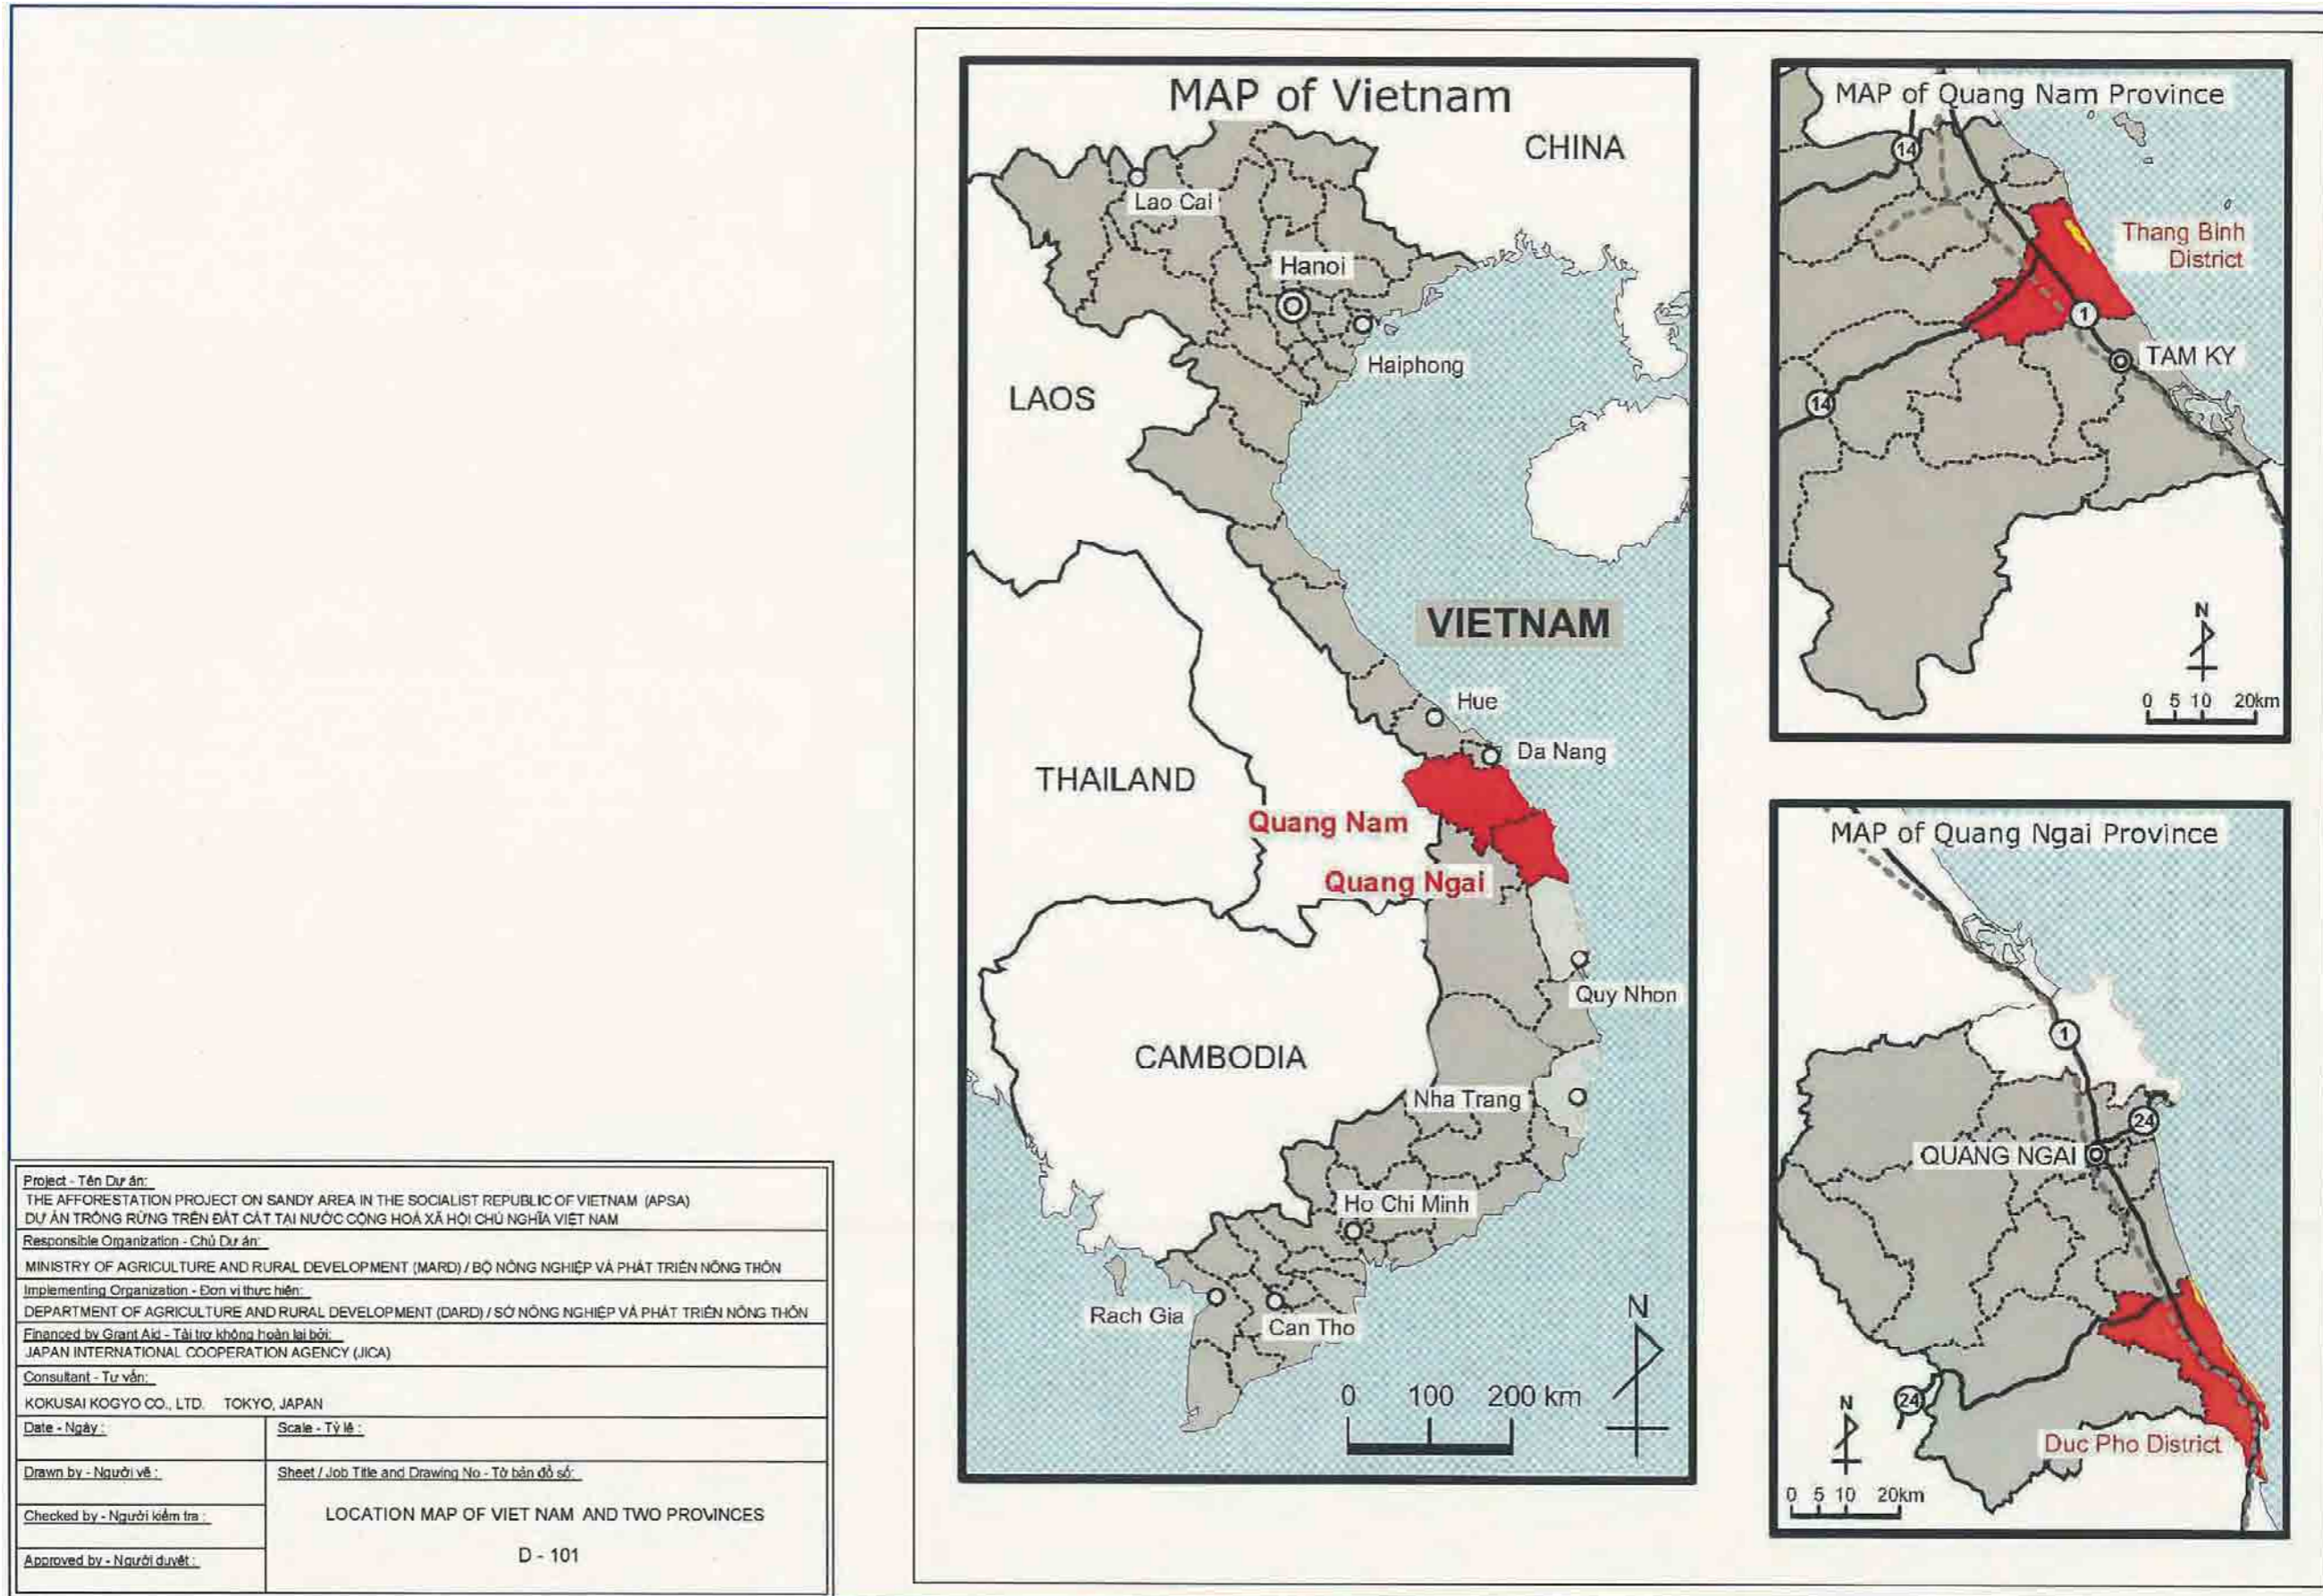 MAP of Vietnam
CHINA
Lao Cai
Hanoi
Haiphong
LAOS
VIETNAM
Hue
Da Nang
THAILAND
Quang Nam
Quang Ngai
Quy Nhon
CAMBODIA
Nha Trang
Ho Chi Minh
Rach Gia
Can Tho
N
0 100 200 km
MAP of Quang Nam Province
14
Thang Binh
District
1
TAM KY
14
N
0 5 10 20km
MAP of Quang Ngai Province
1
24
QUANG NGAI
24
N
Duc Pho District
0 5 10 20km
Project - Tên Dự án:
THE AFFORESTATION PROJECT ON SANDY AREA IN THE SOCIALIST REPUBLIC OF VIETNAM (APSA)
DỰ ÁN TRỒNG RỪNG TRÊN ĐẤT CÁT TẠI NƯỚC CỘNG HOÀ XÃ HỘI CHỦ NGHĨA VIỆT NAM
Responsible Organization - Chủ Dự án:
MINISTRY OF AGRICULTURE AND RURAL DEVELOPMENT (MARD) / BỘ NÔNG NGHIỆP VÀ PHÁT TRIỂN NÔNG THÔN
Implementing Organization - Đơn vị thực hiện:
DEPARTMENT OF AGRICULTURE AND RURAL DEVELOPMENT (DARD) / SỞ NÔNG NGHIỆP VÀ PHÁT TRIỂN NÔNG THÔN
Financed by Grant Aid - Tài trợ không hoàn lại bởi:
JAPAN INTERNATIONAL COOPERATION AGENCY (JICA)
Consultant - Tư vấn:
KOKUSAI KOGYO CO., LTD. TOKYO, JAPAN
Date - Ngày :
Scale - Tỷ lệ :
Drawn by - Người vẽ :
Sheet / Job Title and Drawing No - Tờ bản đồ số:
Checked by - Người kiểm tra :
LOCATION MAP OF VIET NAM AND TWO PROVINCES
Approved by - Người duyệt :
D - 101